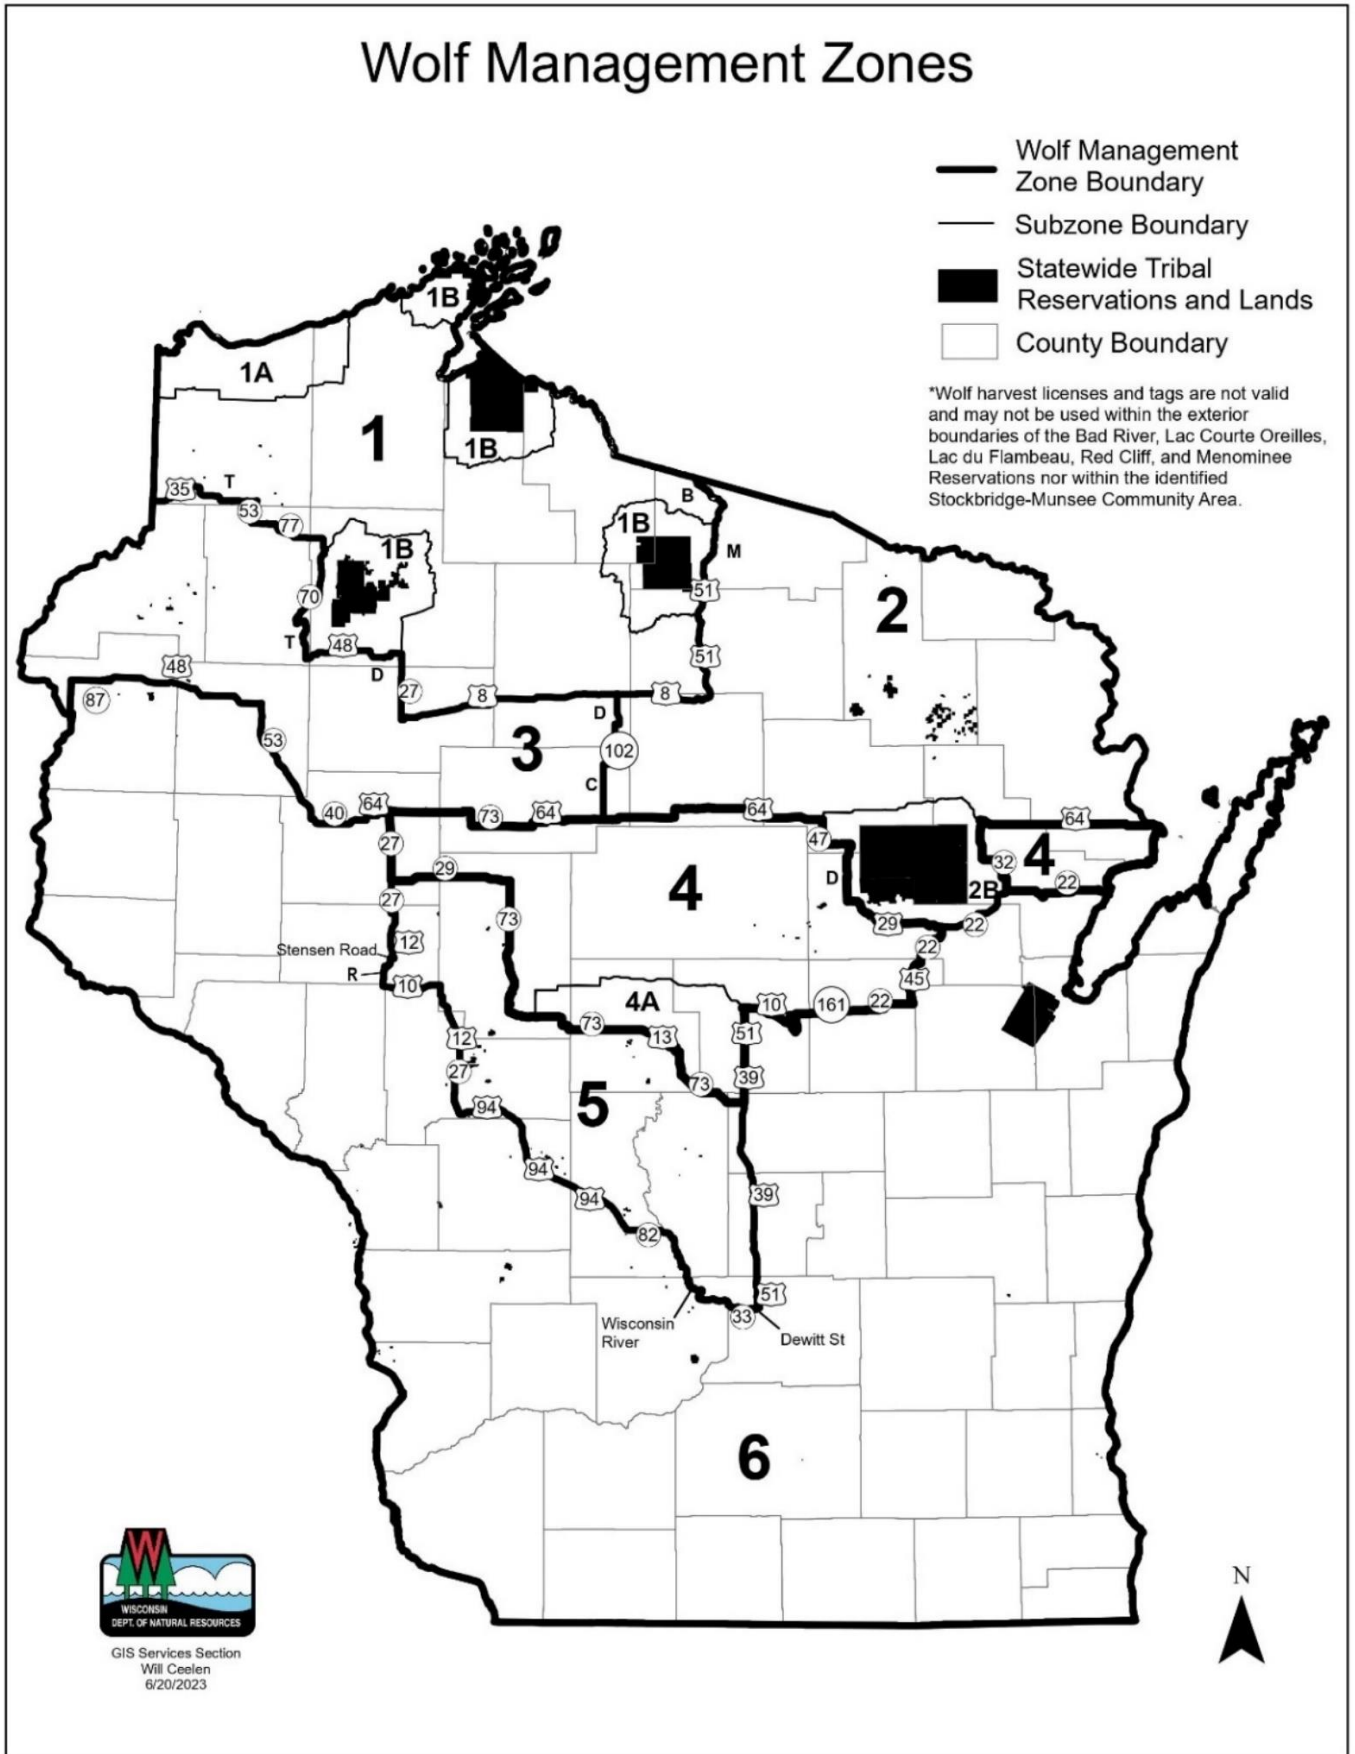 Wolf Management Zones
Wolf Management
Zone Boundary
Subzone Boundary
Statewide Tribal
Reservations and Lands
County Boundary
*Wolf harvest licenses and tags are not valid
and may not be used within the exterior
boundaries of the Bad River, Lac Courte Oreilles,
Lac du Flambeau, Red Cliff, and Menominee
Reservations nor within the identified
Stockbridge-Munsee Community Area.
1B
1A
1
1B
35
T
53
77
B
1B
M
1B
51
70
2
T
48
D
51
48
87
27
8
8
D
53
3
102
C
40
64
73
64
64
64
27
47
32
4
29
4
D
22
27
2B
73
29
22
12
22
Stensen Road
R
10
45
4A
10
161
22
73
13
51
12
27
39
73
5
94
94
94
39
82
51
33
Wisconsin
River
Dewitt St
6
W
WISCONSIN
DEPT. OF NATURAL RESOURCES
GIS Services Section
Will Ceelen
6/20/2023
N